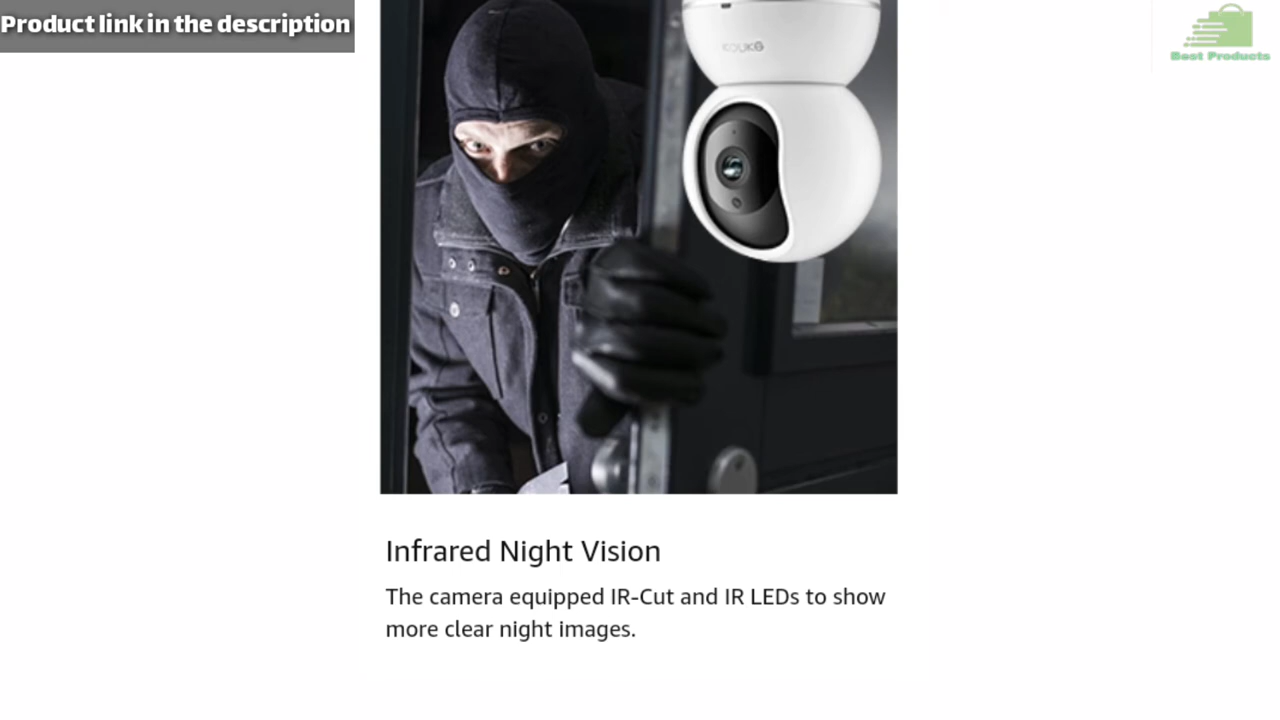 Product link in the description
Best Products
Infrared Night Vision
The camera equipped IR-Cut and IR LEDs to show
more clear night images.